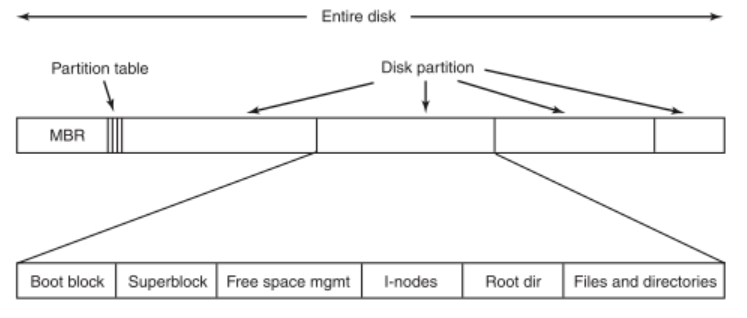 Entire disk
Partition table
Disk partition
MBR
Boot block
Superblock
Free space mgmt
I-nodes
Root dir
Files and directories